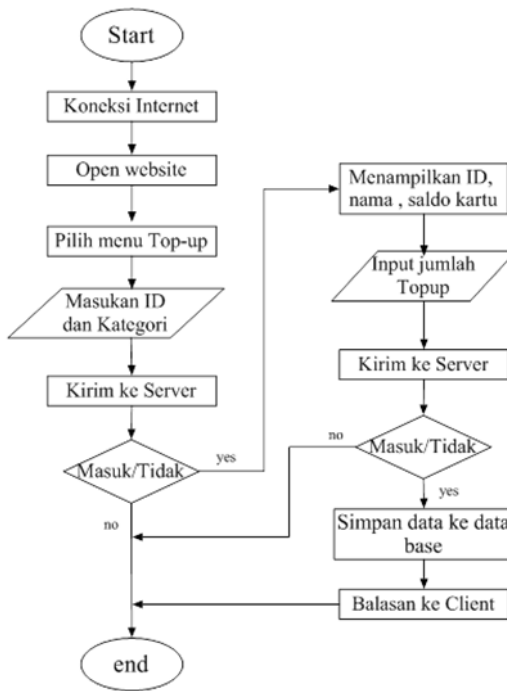 Start
Koneksi Internet
Open website
Pilih menu Top-up
Masukan ID
dan Kategori
Kirim ke Server
Masuk/Tidak
yes
no
Menampilkan ID,
nama , saldo kartu
Input jumlah
Topup
Kirim ke Server
Masuk/Tidak
no
yes
Simpan data ke data
base
Balasan ke Client
end